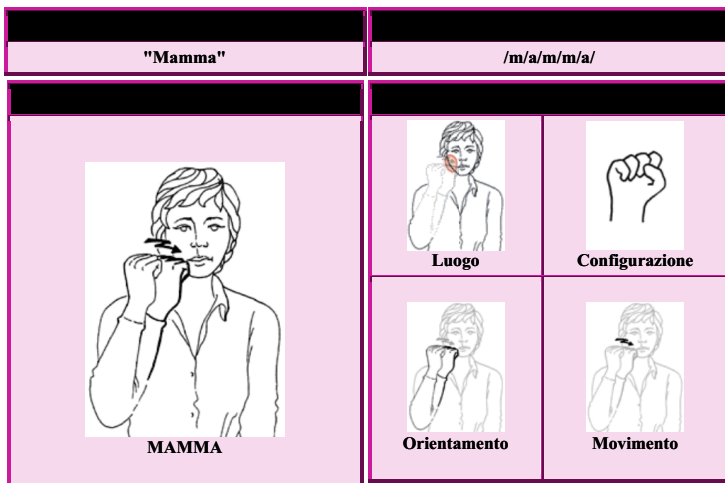 "Mamma"
/m/a/m/m/a/
MAMMA
Luogo
Configurazione
Orientamento
Movimento